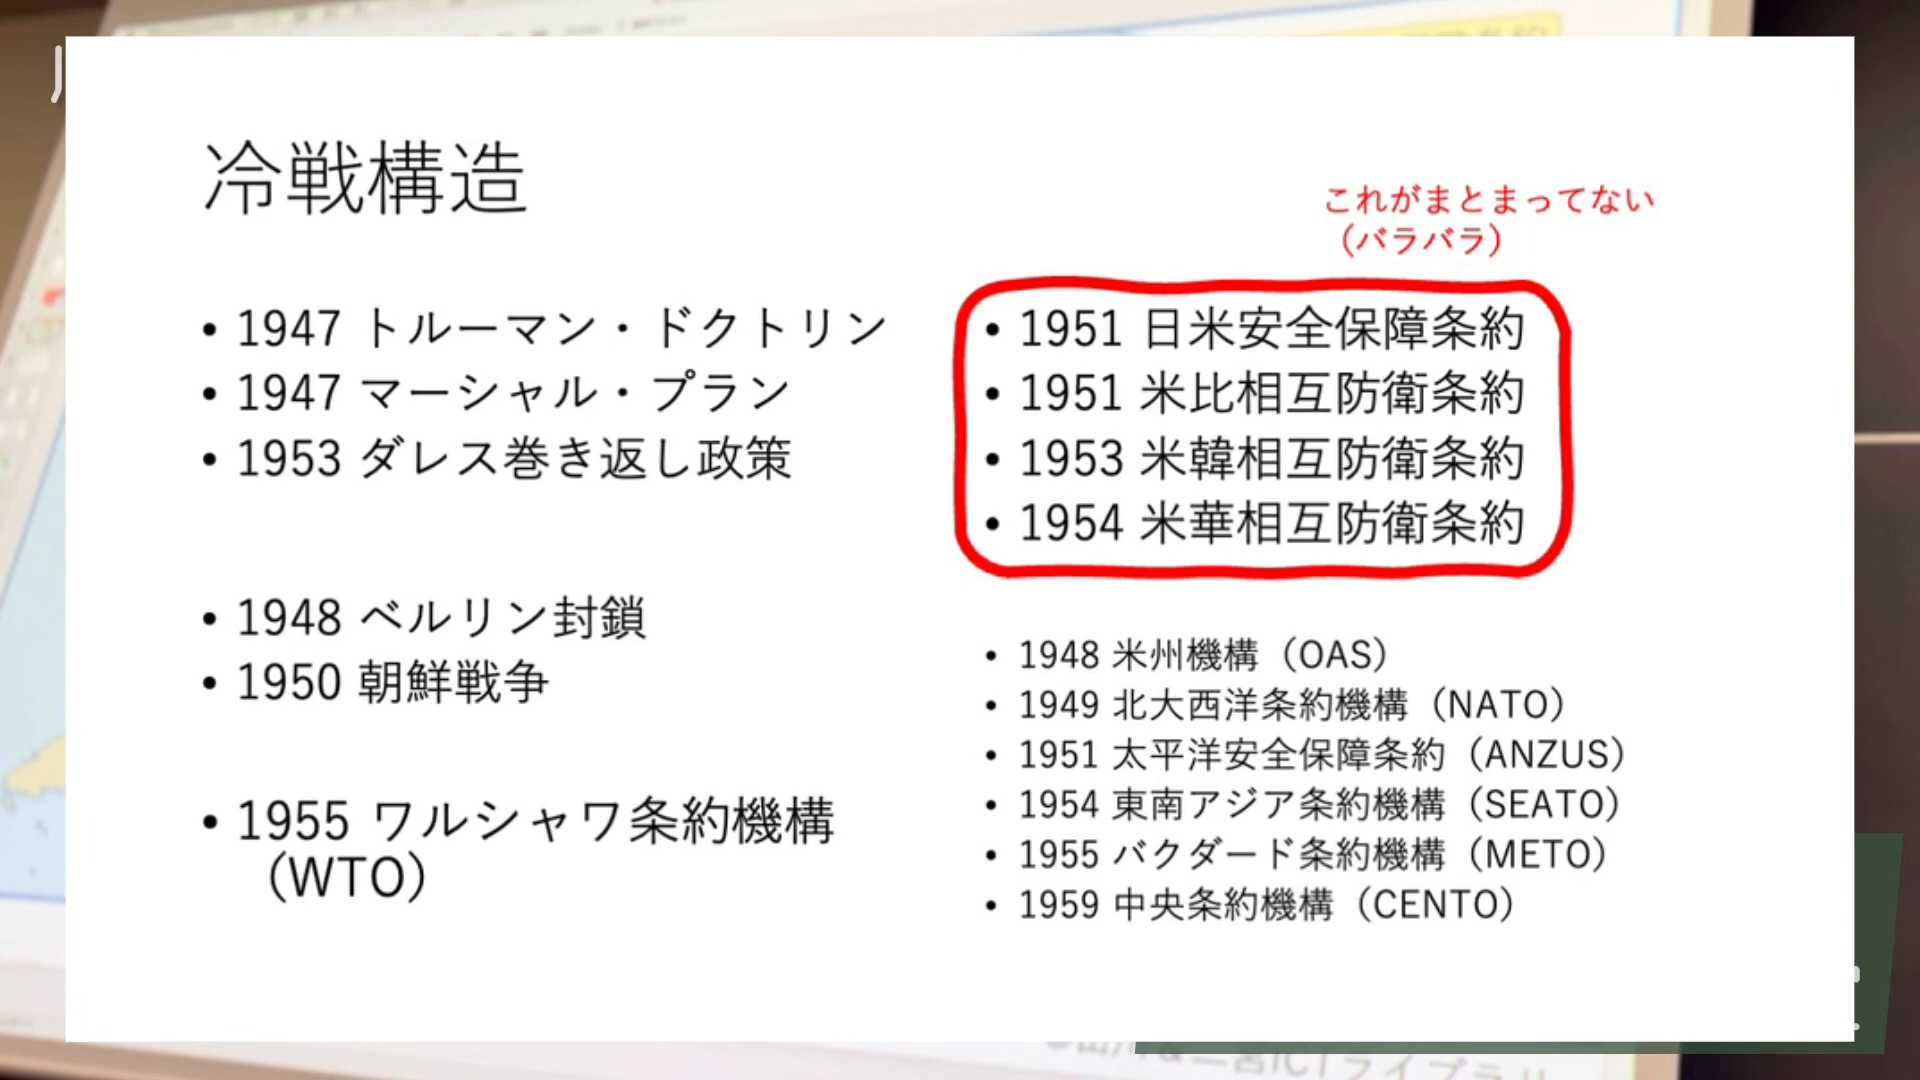 冷戦構造
• 1947 トルーマン・ドクトリン
• 1947 マーシャル・プラン
• 1953 ダレス巻き返し政策
• 1948 ベルリン封鎖
• 1950 朝鮮戦争
• 1955 ワルシャワ条約機構
（WTO）
これがまとまってない
（バラバラ）
• 1951 日米安全保障条約
• 1951 米比相互防衛条約
• 1953 米韓相互防衛条約
• 1954 米華相互防衛条約
• 1948 米州機構（OAS）
• 1949 北大西洋条約機構（NATO）
• 1951 太平洋安全保障条約（ANZUS）
• 1954 東南アジア条約機構（SEATO）
• 1955 バクダード条約機構（METO）
• 1959 中央条約機構（CENTO）